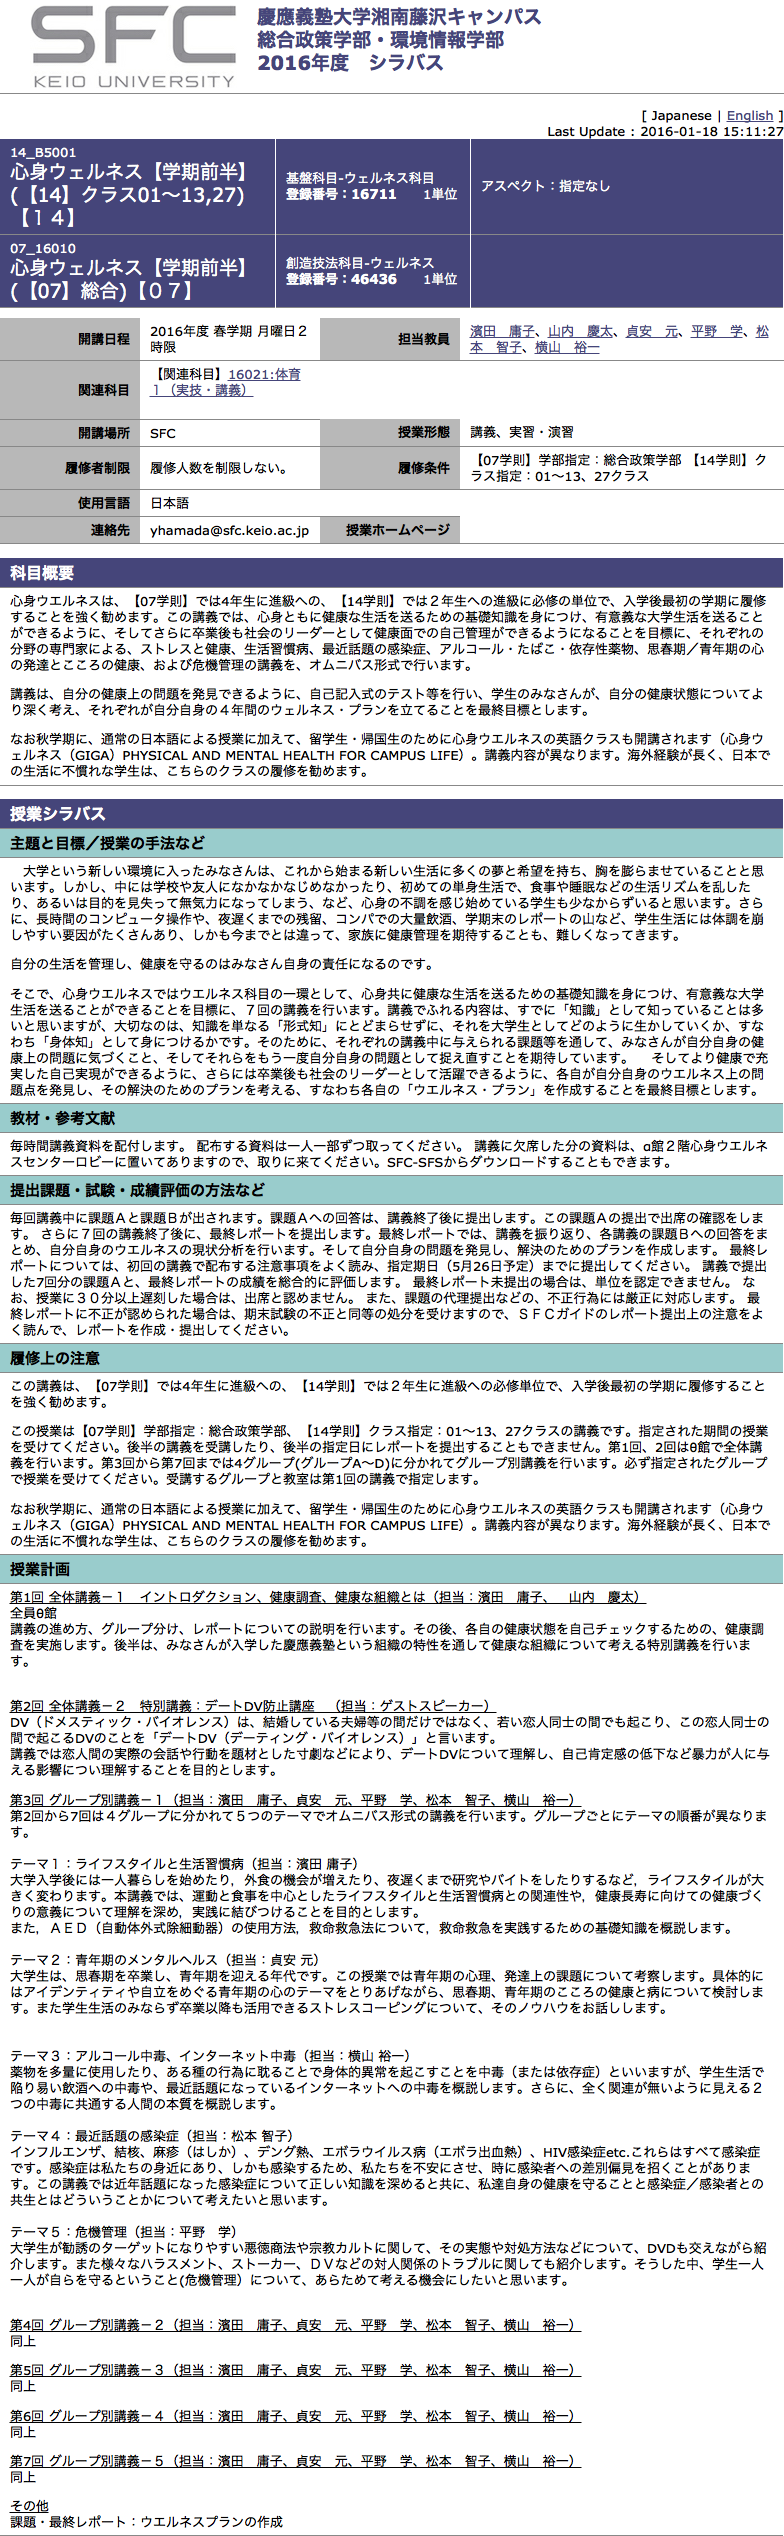 SFC
KEIO UNIVERSITY
慶應義塾大学湘南藤沢キャンパス
総合政策学部・環境情報学部
2016年度　シラバス
[ Japanese | English ]
Last Update : 2016-01-18 15:11:27
14_B5001
心身ウェルネス【学期前半】
(【14】クラス01〜13,27)
【１４】
基盤科目-ウェルネス科目
登録番号：16711　　1単位
アスペクト：指定なし
07_16010
心身ウェルネス【学期前半】
(【07】総合)【０７】
創造技法科目-ウェルネス
登録番号：46436　　1単位
開講日程
2016年度 春学期 月曜日２
時限
担当教員
濱田　庸子、山内　慶太、貞安　元、平野　学、松
本　智子、横山　裕一
関連科目
【関連科目】16021:体育
１（実技・講義）
開講場所
SFC
授業形態
講義、実習・演習
履修者制限
履修人数を制限しない。
履修条件
【07学則】学部指定：総合政策学部 【14学則】ク
ラス指定：01〜13、27クラス
使用言語
日本語
連絡先
yhamada@sfc.keio.ac.jp
授業ホームページ
科目概要
心身ウエルネスは、【07学則】では4年生に進級への、【14学則】では２年生への進級に必修の単位で、入学後最初の学期に履修
することを強く勧めます。この講義では、心身ともに健康な生活を送るための基礎知識を身につけ、有意義な大学生活を送ること
ができるように、そしてさらに卒業後も社会のリーダーとして健康面での自己管理ができるようになることを目標に、それぞれの
分野の専門家による、ストレスと健康、生活習慣病、最近話題の感染症、アルコール・たばこ・依存性薬物、思春期／青年期の心
の発達とこころの健康、および危機管理の講義を、オムニバス形式で行います。
講義は、自分の健康上の問題を発見できるように、自己記入式のテスト等を行い、学生のみなさんが、自分の健康状態についてよ
り深く考え、それぞれが自分自身の４年間のウェルネス・プランを立てることを最終目標とします。
なお秋学期に、通常の日本語による授業に加えて、留学生・帰国生のために心身ウエルネスの英語クラスも開講されます（心身ウ
ェルネス（GIGA）PHYSICAL AND MENTAL HEALTH FOR CAMPUS LIFE）。講義内容が異なります。海外経験が長く、日本で
の生活に不慣れな学生は、こちらのクラスの履修を勧めます。
授業シラバス
主題と目標／授業の手法など
　大学という新しい環境に入ったみなさんは、これから始まる新しい生活に多くの夢と希望を持ち、胸を膨らませていることと思
います。しかし、中には学校や友人になかなかなじめなかったり、初めての単身生活で、食事や睡眠などの生活リズムを乱した
り、あるいは目的を見失って無気力になってしまう、など、心身の不調を感じ始めている学生も少なからずいると思います。さら
に、長時間のコンピュータ操作や、夜遅くまでの残留、コンパでの大量飲酒、学期末のレポートの山など、学生生活には体調を崩
しやすい要因がたくさんあり、しかも今までとは違って、家族に健康管理を期待することも、難しくなってきます。
自分の生活を管理し、健康を守るのはみなさん自身の責任になるのです。
そこで、心身ウエルネスではウエルネス科目の一環として、心身共に健康な生活を送るための基礎知識を身につけ、有意義な大学
生活を送ることができることを目標に、７回の講義を行います。講義でふれる内容は、すでに「知識」として知っていることは多
いと思いますが、大切なのは、知識を単なる「形式知」にとどまらせずに、それを大学生としてどのように生かしていくか、すな
わち「身体知」として身につけるかです。そのために、それぞれの講義中に与えられる課題等を通して、みなさんが自分自身の健
康上の問題に気づくこと、そしてそれらをもう一度自分自身の問題として捉え直すことを期待しています。　 そしてより健康で充
実した自己実現ができるように、さらには卒業後も社会のリーダーとして活躍できるように、各自が自分自身のウエルネス上の問
題点を発見し、その解決のためのプランを考える、すなわち各自の「ウエルネス・プラン」を作成することを最終目標とします。
教材・参考文献
毎時間講義資料を配付します。 配布する資料は一人一部ずつ取ってください。 講義に欠席した分の資料は、α館２階心身ウエルネ
スセンターロビーに置いてありますので、取りに来てください。SFC-SFSからダウンロードすることもできます。
提出課題・試験・成績評価の方法など
毎回講義中に課題Ａと課題Ｂが出されます。課題Ａへの回答は、講義終了後に提出します。この課題Ａの提出で出席の確認をしま
す。 さらに７回の講義終了後に、最終レポートを提出します。最終レポートでは、講義を振り返り、各講義の課題Ｂへの回答をま
とめ、自分自身のウエルネスの現状分析を行います。そして自分自身の問題を発見し、解決のためのプランを作成します。 最終レ
ポートについては、初回の講義で配布する注意事項をよく読み、指定期日（5月26日予定）までに提出してください。 講義で提出
した7回分の課題Ａと、最終レポートの成績を総合的に評価します。 最終レポート未提出の場合は、単位を認定できません。 な
お、授業に３０分以上遅刻した場合は、出席と認めません。 また、課題の代理提出などの、不正行為には厳正に対応します。 最
終レポートに不正が認められた場合は、期末試験の不正と同等の処分を受けますので、ＳＦＣガイドのレポート提出上の注意をよ
く読んで、レポートを作成・提出してください。
履修上の注意
この講義は、【07学則】では4年生に進級への、【14学則】では２年生に進級への必修単位で、入学後最初の学期に履修すること
を強く勧めます。
この授業は【07学則】学部指定：総合政策学部、【14学則】クラス指定：01〜13、27クラスの講義です。指定された期間の授業
を受けてください。後半の講義を受講したり、後半の指定日にレポートを提出することもできません。第1回、2回はθ館で全体講
義を行います。第3回から第7回までは4グループ(グループA〜D)に分かれてグループ別講義を行います。必ず指定されたグループ
で授業を受けてください。受講するグループと教室は第1回の講義で指定します。
なお秋学期に、通常の日本語による授業に加えて、留学生・帰国生のために心身ウエルネスの英語クラスも開講されます（心身ウ
ェルネス（GIGA）PHYSICAL AND MENTAL HEALTH FOR CAMPUS LIFE）。講義内容が異なります。海外経験が長く、日本で
の生活に不慣れな学生は、こちらのクラスの履修を勧めます。
授業計画
第1回 全体講義－１　イントロダクション、健康調査、健康な組織とは（担当：濱田　庸子、　山内　慶太）
全員θ館
講義の進め方、グループ分け、レポートについての説明を行います。その後、各自の健康状態を自己チェックするための、健康調
査を実施します。後半は、みなさんが入学した慶應義塾という組織の特性を通して健康な組織について考える特別講義を行いま
す。
第2回 全体講義－２　特別講義：デートDV防止講座　（担当：ゲストスピーカー）
DV（ドメスティック・バイオレンス）は、結婚している夫婦等の間だけではなく、若い恋人同士の間でも起こり、この恋人同士の
間で起こるDVのことを「デートDV（デーティング・バイオレンス）」と言います。
講義では恋人間の実際の会話や行動を題材とした寸劇などにより、デートDVについて理解し、自己肯定感の低下など暴力が人に与
える影響につい理解することを目的とします。
第3回 グループ別講義－１（担当：濱田　庸子、貞安　元、平野　学、松本　智子、横山　裕一）
第2回から7回は４グループに分かれて５つのテーマでオムニバス形式の講義を行います。グループごとにテーマの順番が異なりま
す。
テーマ１：ライフスタイルと生活習慣病（担当：濱田 庸子）
大学入学後には一人暮らしを始めたり，外食の機会が増えたり、夜遅くまで研究やバイトをしたりするなど，ライフスタイルが大
きく変わります。本講義では、運動と食事を中心としたライフスタイルと生活習慣病との関連性や，健康長寿に向けての健康づく
りの意義について理解を深め，実践に結びつけることを目的とします。
また，ＡＥＤ（自動体外式除細動器）の使用方法，救命救急法について，救命救急を実践するための基礎知識を概説します。
テーマ２：青年期のメンタルヘルス（担当：貞安 元）
大学生は、思春期を卒業し、青年期を迎える年代です。この授業では青年期の心理、発達上の課題について考察します。具体的に
はアイデンティティや自立をめぐる青年期の心のテーマをとりあげながら、思春期、青年期のこころの健康と病について検討しま
す。また学生生活のみならず卒業以降も活用できるストレスコーピングについて、そのノウハウをお話しします。
テーマ３：アルコール中毒、インターネット中毒（担当：横山 裕一）
薬物を多量に使用したり、ある種の行為に耽ることで身体的異常を起こすことを中毒（または依存症）といいますが、学生生活で
陥り易い飲酒への中毒や、最近話題になっているインターネットへの中毒を概説します。さらに、全く関連が無いように見える２
つの中毒に共通する人間の本質を概説します。
テーマ４：最近話題の感染症（担当：松本 智子）
インフルエンザ、結核、麻疹（はしか）、デング熱、エボラウイルス病（エボラ出血熱）、HIV感染症etc.これらはすべて感染症
です。感染症は私たちの身近にあり、しかも感染するため、私たちを不安にさせ、時に感染者への差別偏見を招くことがありま
す。この講義では近年話題になった感染症について正しい知識を深めると共に、私達自身の健康を守ることと感染症／感染者との
共生とはどういうことかについて考えたいと思います。
テーマ５：危機管理（担当：平野　学）
大学生が勧誘のターゲットになりやすい悪徳商法や宗教カルトに関して、その実態や対処方法などについて、DVDも交えながら紹
介します。また様々なハラスメント、ストーカー、ＤＶなどの対人関係のトラブルに関しても紹介します。そうした中、学生一人
一人が自らを守るということ(危機管理）について、あらためて考える機会にしたいと思います。
第4回 グループ別講義－２（担当：濱田　庸子、貞安　元、平野　学、松本　智子、横山　裕一）
同上
第5回 グループ別講義－３（担当：濱田　庸子、貞安　元、平野　学、松本　智子、横山　裕一）
同上
第6回 グループ別講義－４（担当：濱田　庸子、貞安　元、平野　学、松本　智子、横山　裕一）
同上
第7回 グループ別講義－５（担当：濱田　庸子、貞安　元、平野　学、松本　智子、横山　裕一）
同上
その他
課題・最終レポート：ウエルネスプランの作成